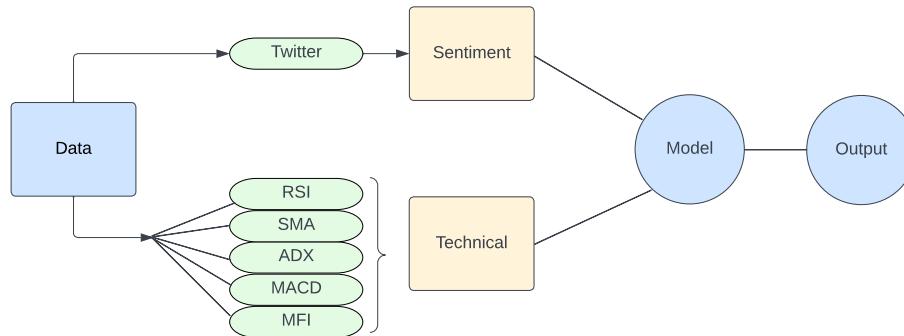 Twitter
Sentiment
Data
Model
Output
RSI
SMA
ADX
MACD
MFI
Technical